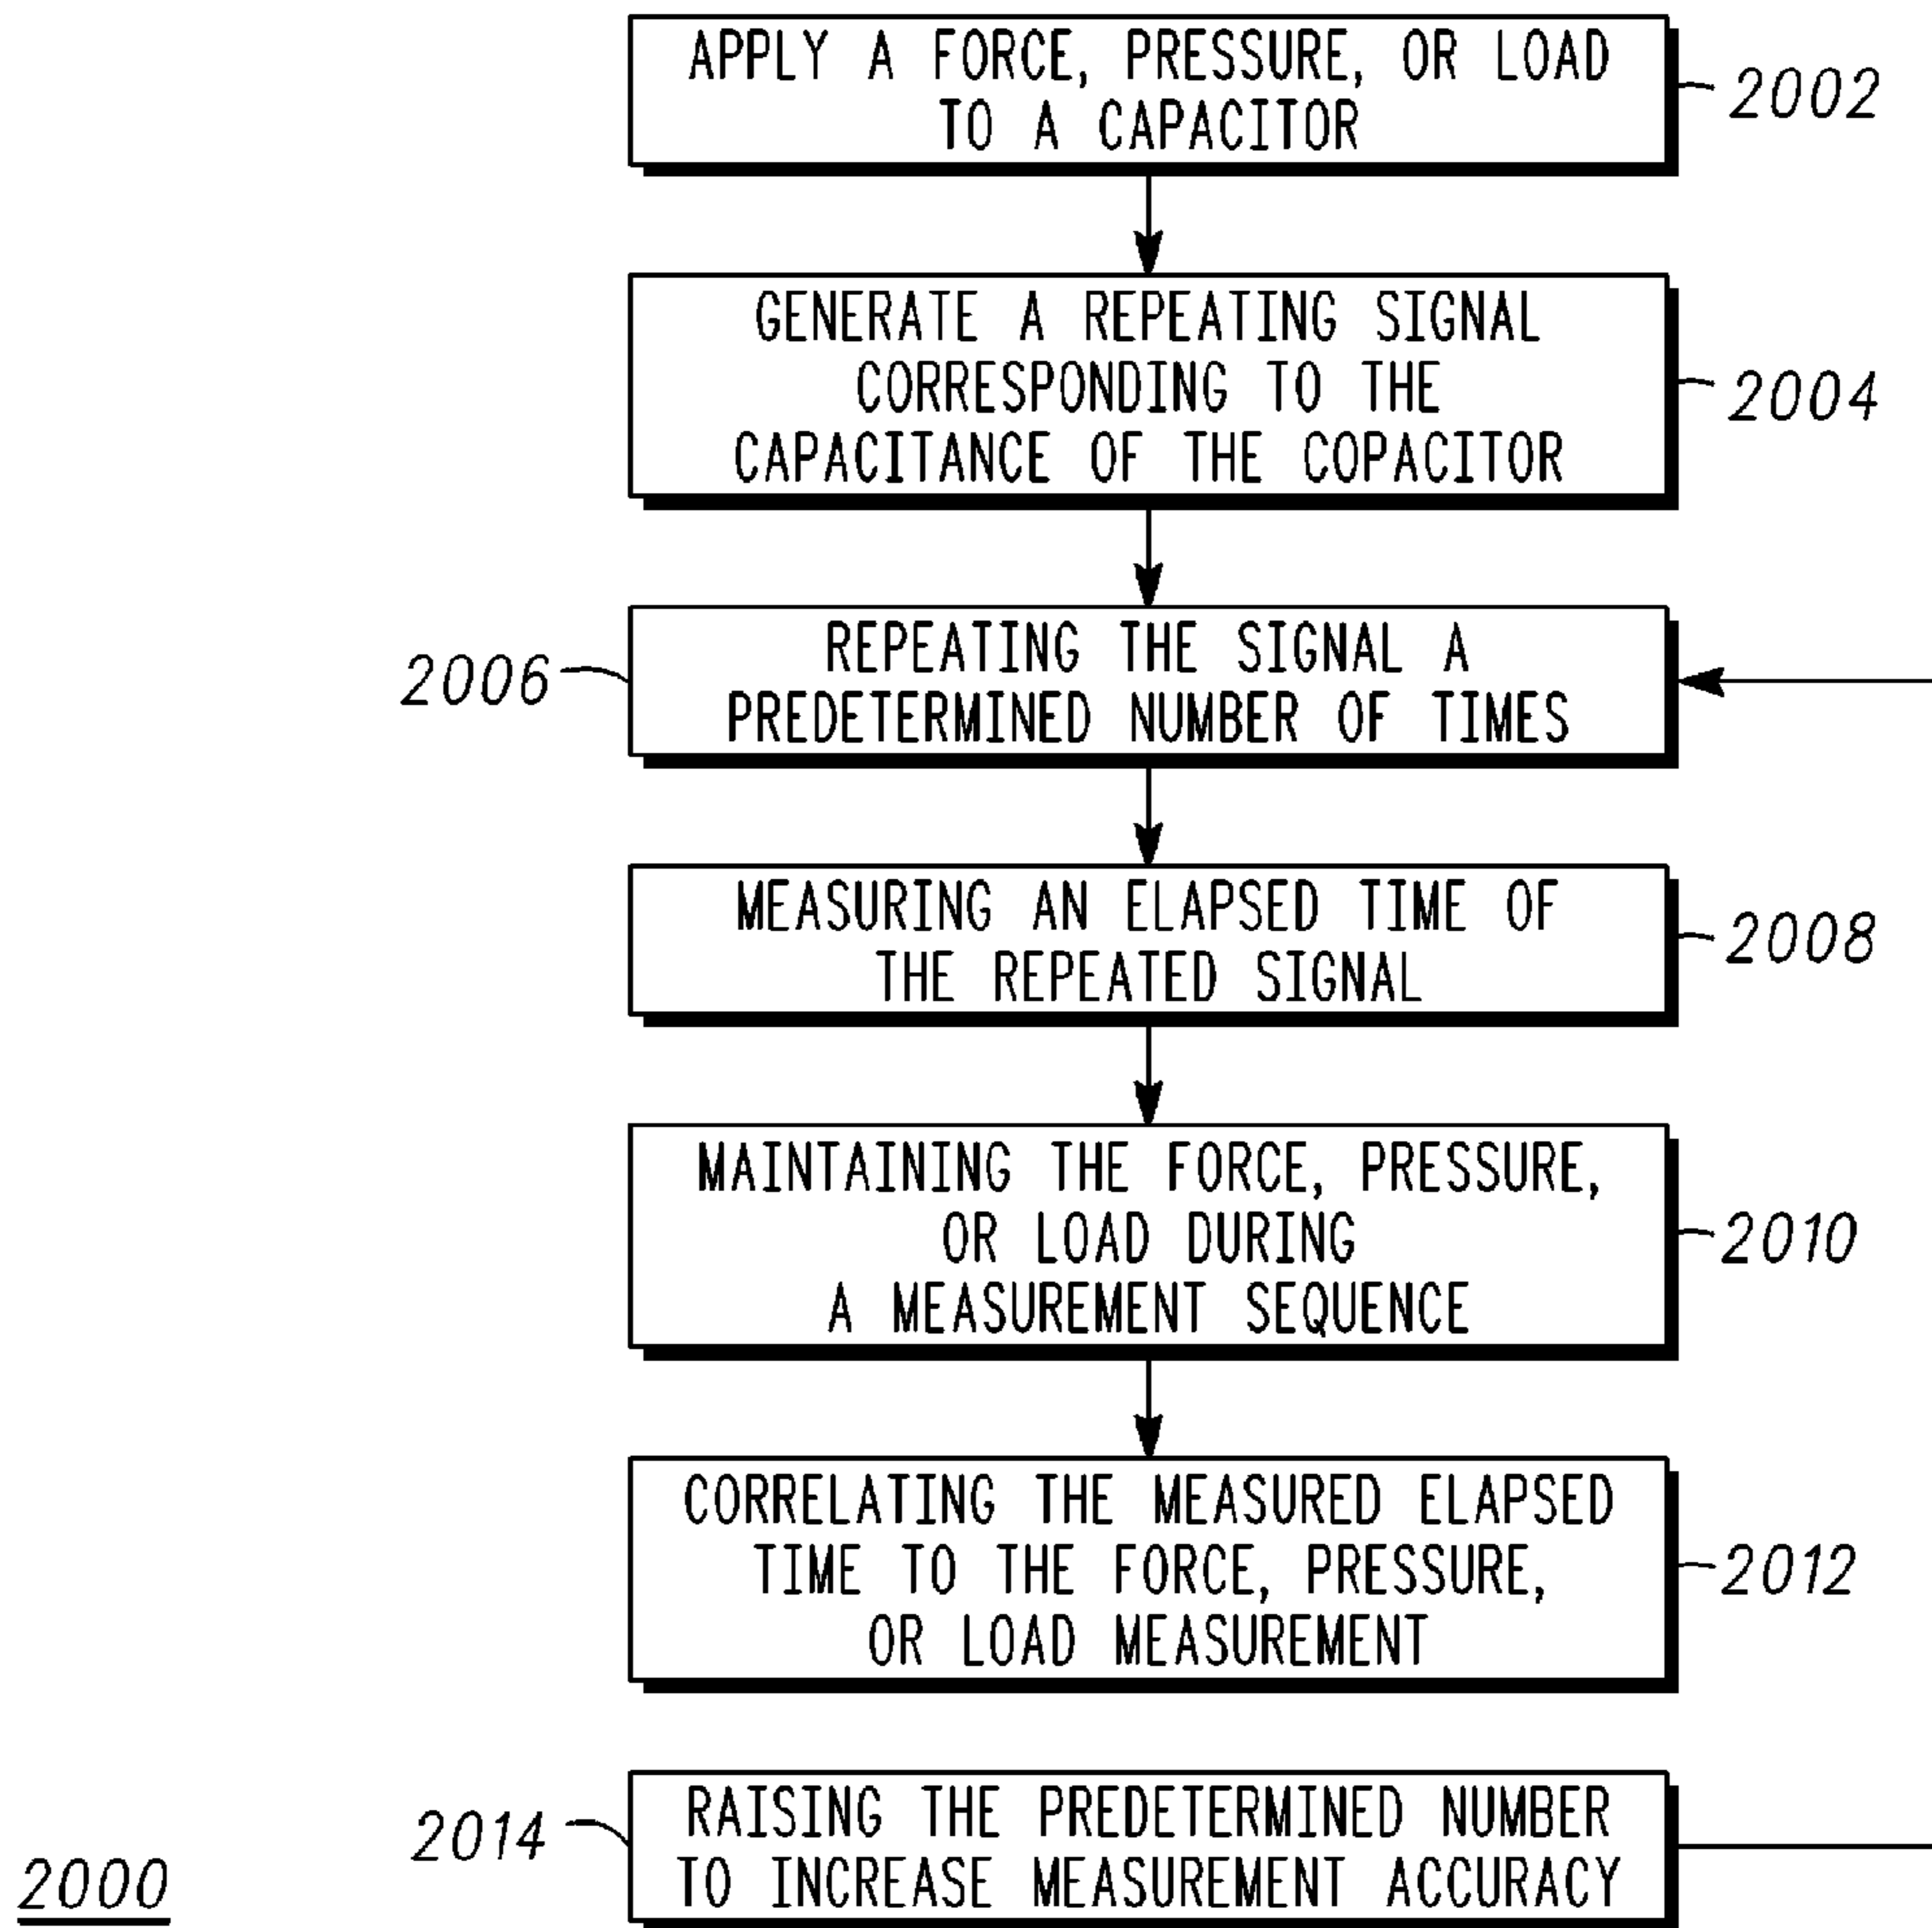 APPLY A FORCE, PRESSURE, OR LOAD
TO A CAPACITOR
2002
GENERATE A REPEATING SIGNAL
CORRESPONDING TO THE
CAPACITANCE OF THE COPACITOR
2004
REPEATING THE SIGNAL A
PREDETERMINED NUMBER OF TIMES
2006
MEASURING AN ELAPSED TIME OF
THE REPEATED SIGNAL
2008
MAINTAINING THE FORCE, PRESSURE,
OR LOAD DURING
A MEASUREMENT SEQUENCE
2010
CORRELATING THE MEASURED ELAPSED
TIME TO THE FORCE, PRESSURE,
OR LOAD MEASUREMENT
2012
RAISING THE PREDETERMINED NUMBER
TO INCREASE MEASUREMENT ACCURACY
2014
2000